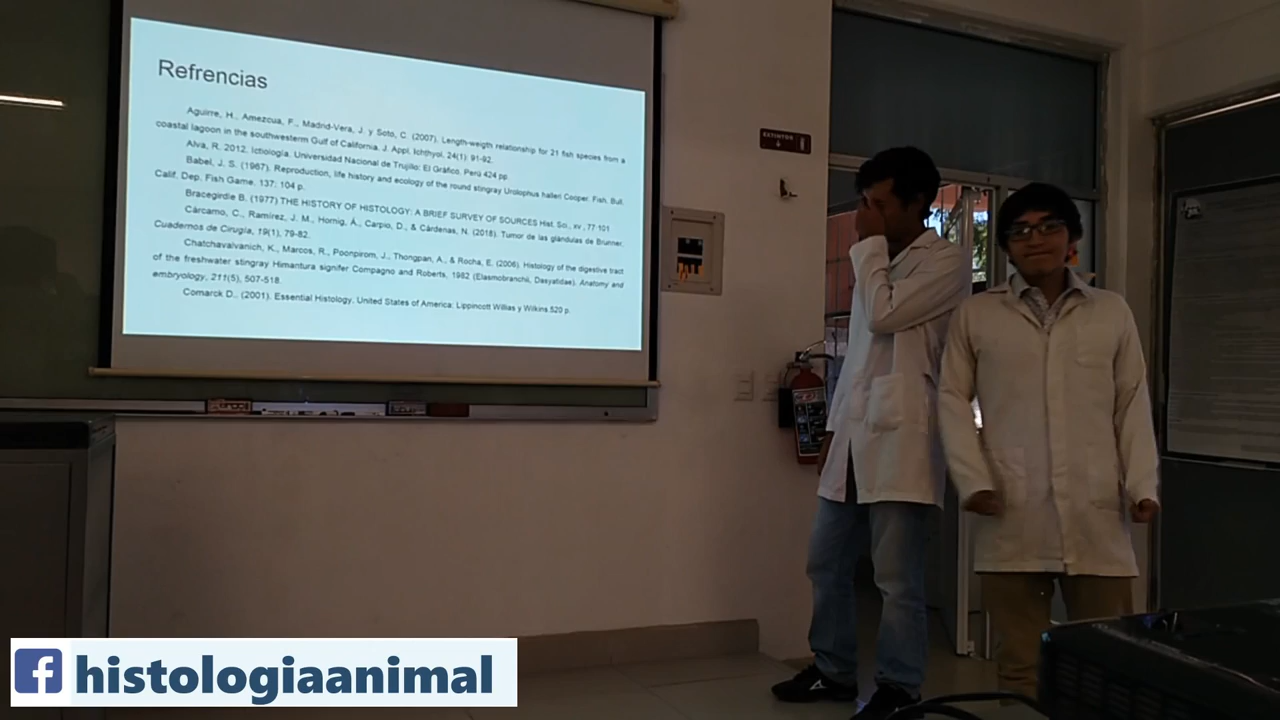 Refrencias
Aguirre, H., Amezcua, F., Madrid-Vera, J. y Soto, C. (2007). Length-weigth relationship for 21 fish species from a
coastal lagoon in the southwesterm Gulf of California. J. Appl. Ichthyol. 24(1): 91-92.
Alva, R. 2012. Ictiología. Universidad Nacional de Trujillo: El Gráfico. Perú 424 pp.
Babel, J. S. (1967). Reproduction, life history and ecology of the round stingray Urolophus halleri Cooper. Fish. Bull.
Calif. Dep. Fish Game. 137: 104 p.
Bracegirdie B. (1977) THE HISTORY OF HISTOLOGY: A BRIEF SURVEY OF SOURCES Hist. So., xv , 77 101
Cárcamo, C., Ramírez, J. M., Hornig, Á., Carpio, D., & Cárdenas, N. (2018). Tumor de las glándulas de Brunner.
Cuadernos de Cirugía, 19(1), 79-82.
Chatchavalvanich, K., Marcos, R., Poonpirom, J., Thongpan, A., & Rocha, E. (2006). Histology of the digestive tract
of the freshwater stingray Himantura signifer Compagno and Roberts, 1982 (Elasmobranchii, Dasyatidae). Anatomy and
embryology, 211(5), 507-518.
Comarck D., (2001). Essential Histology. United States of America: Lippincott Willias y Wilkins.520 p.
EXTINTOR
f histologiaanimal